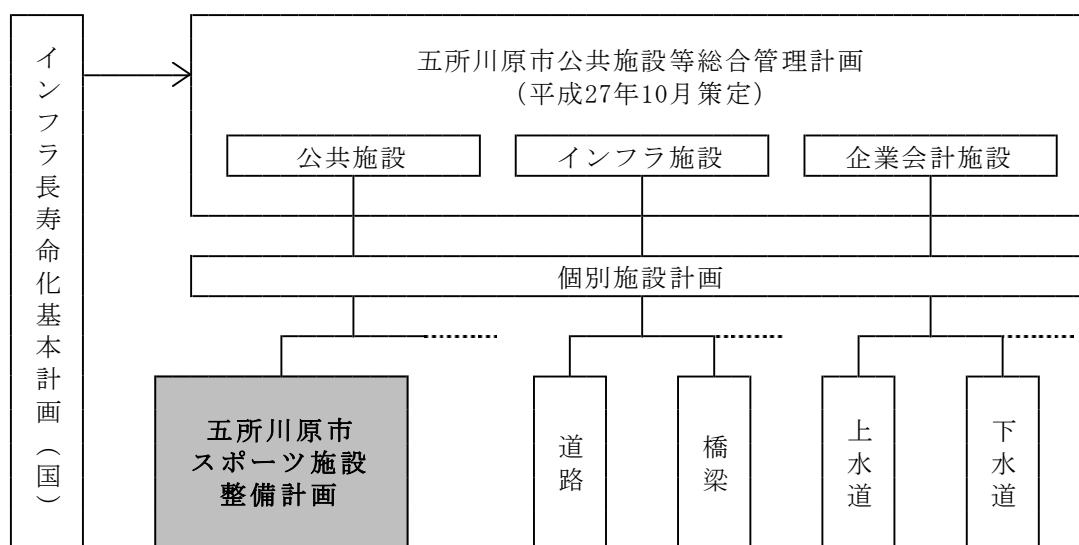 インフラ長寿命化基本計画（国）
五所川原市公共施設等総合管理計画
（平成27年10月策定）
公共施設
インフラ施設
企業会計施設
個別施設計画
五所川原市
スポーツ施設
整備計画
道路
橋梁
上水道
下水道